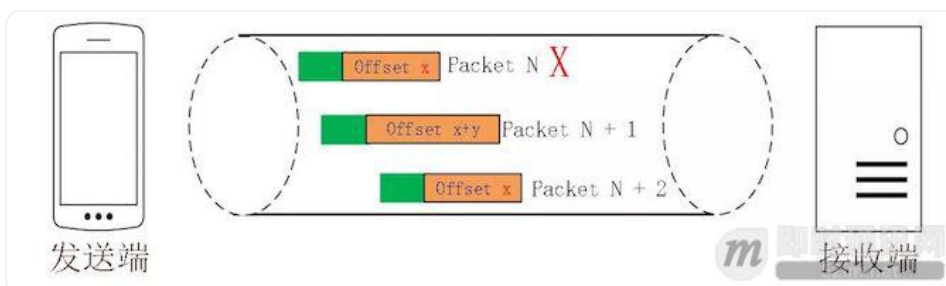 Offset x Packet N X
Offset x+y Packet N + 1
Offset x Packet N + 2
发送端
接收端
m